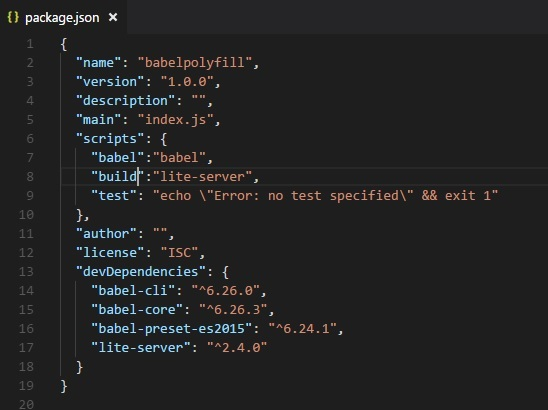 {} package.json ×
1 {
2 "name": "babelpolyfill",
3 "version": "1.0.0",
4 "description": "",
5 "main": "index.js",
6 "scripts": {
7 "babel":"babel",
8 "build":"lite-server",
9 "test": "echo \"Error: no test specified\" && exit 1"
10 },
11 "author": "",
12 "license": "ISC",
13 "devDependencies": {
14 "babel-cli": "^6.26.0",
15 "babel-core": "^6.26.3",
16 "babel-preset-es2015": "^6.24.1",
17 "lite-server": "^2.4.0"
18 }
19 }
20